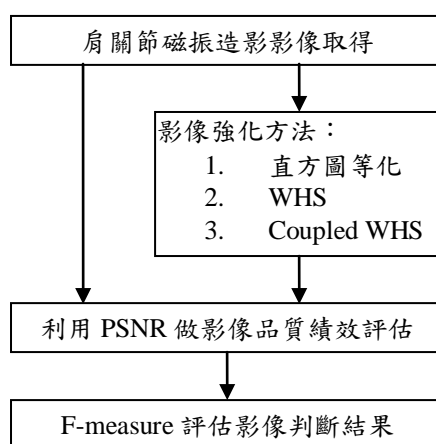 肩關節磁振造影影像取得
影像強化方法：
1. 直方圖等化
2. WHS
3. Coupled WHS
利用 PSNR 做影像品質績效評估
F-measure 評估影像判斷結果